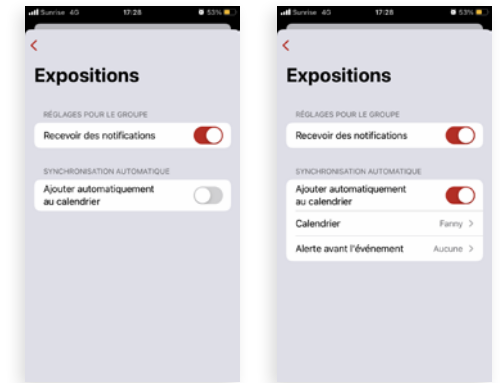 Sunrise 4G 17:28 53%
Expositions
RÉGLAGES POUR LE GROUPE
Recevoir des notifications
SYNCHRONISATION AUTOMATIQUE
Ajouter automatiquement
au calendrier
Sunrise 4G 17:28 53%
Expositions
RÉGLAGES POUR LE GROUPE
Recevoir des notifications
SYNCHRONISATION AUTOMATIQUE
Ajouter automatiquement
au calendrier
Calendrier Fanny >
Alerte avant l'événement Aucune >